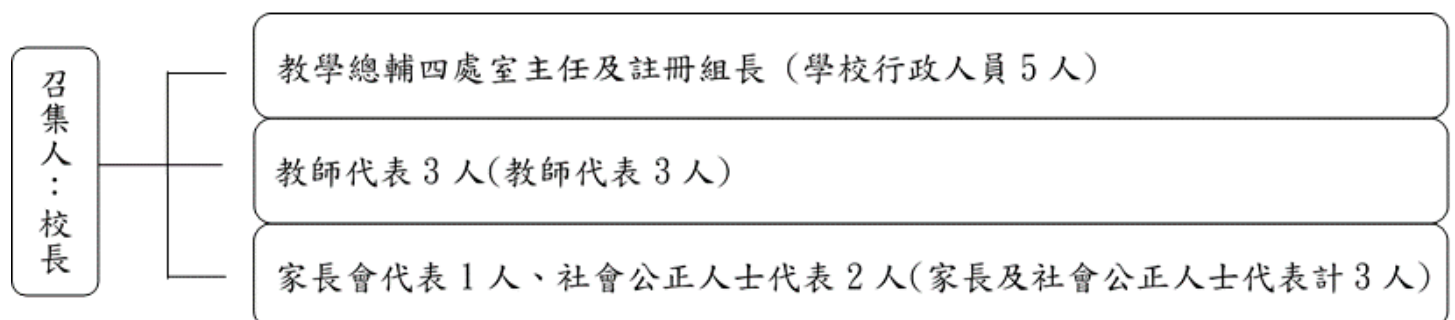 召集人：校長
教學總輔四處室主任及註冊組長（學校行政人員 5 人）
教師代表 3 人(教師代表 3 人)
家長會代表 1 人、社會公正人士代表 2 人(家長及社會公正人士代表計 3 人)